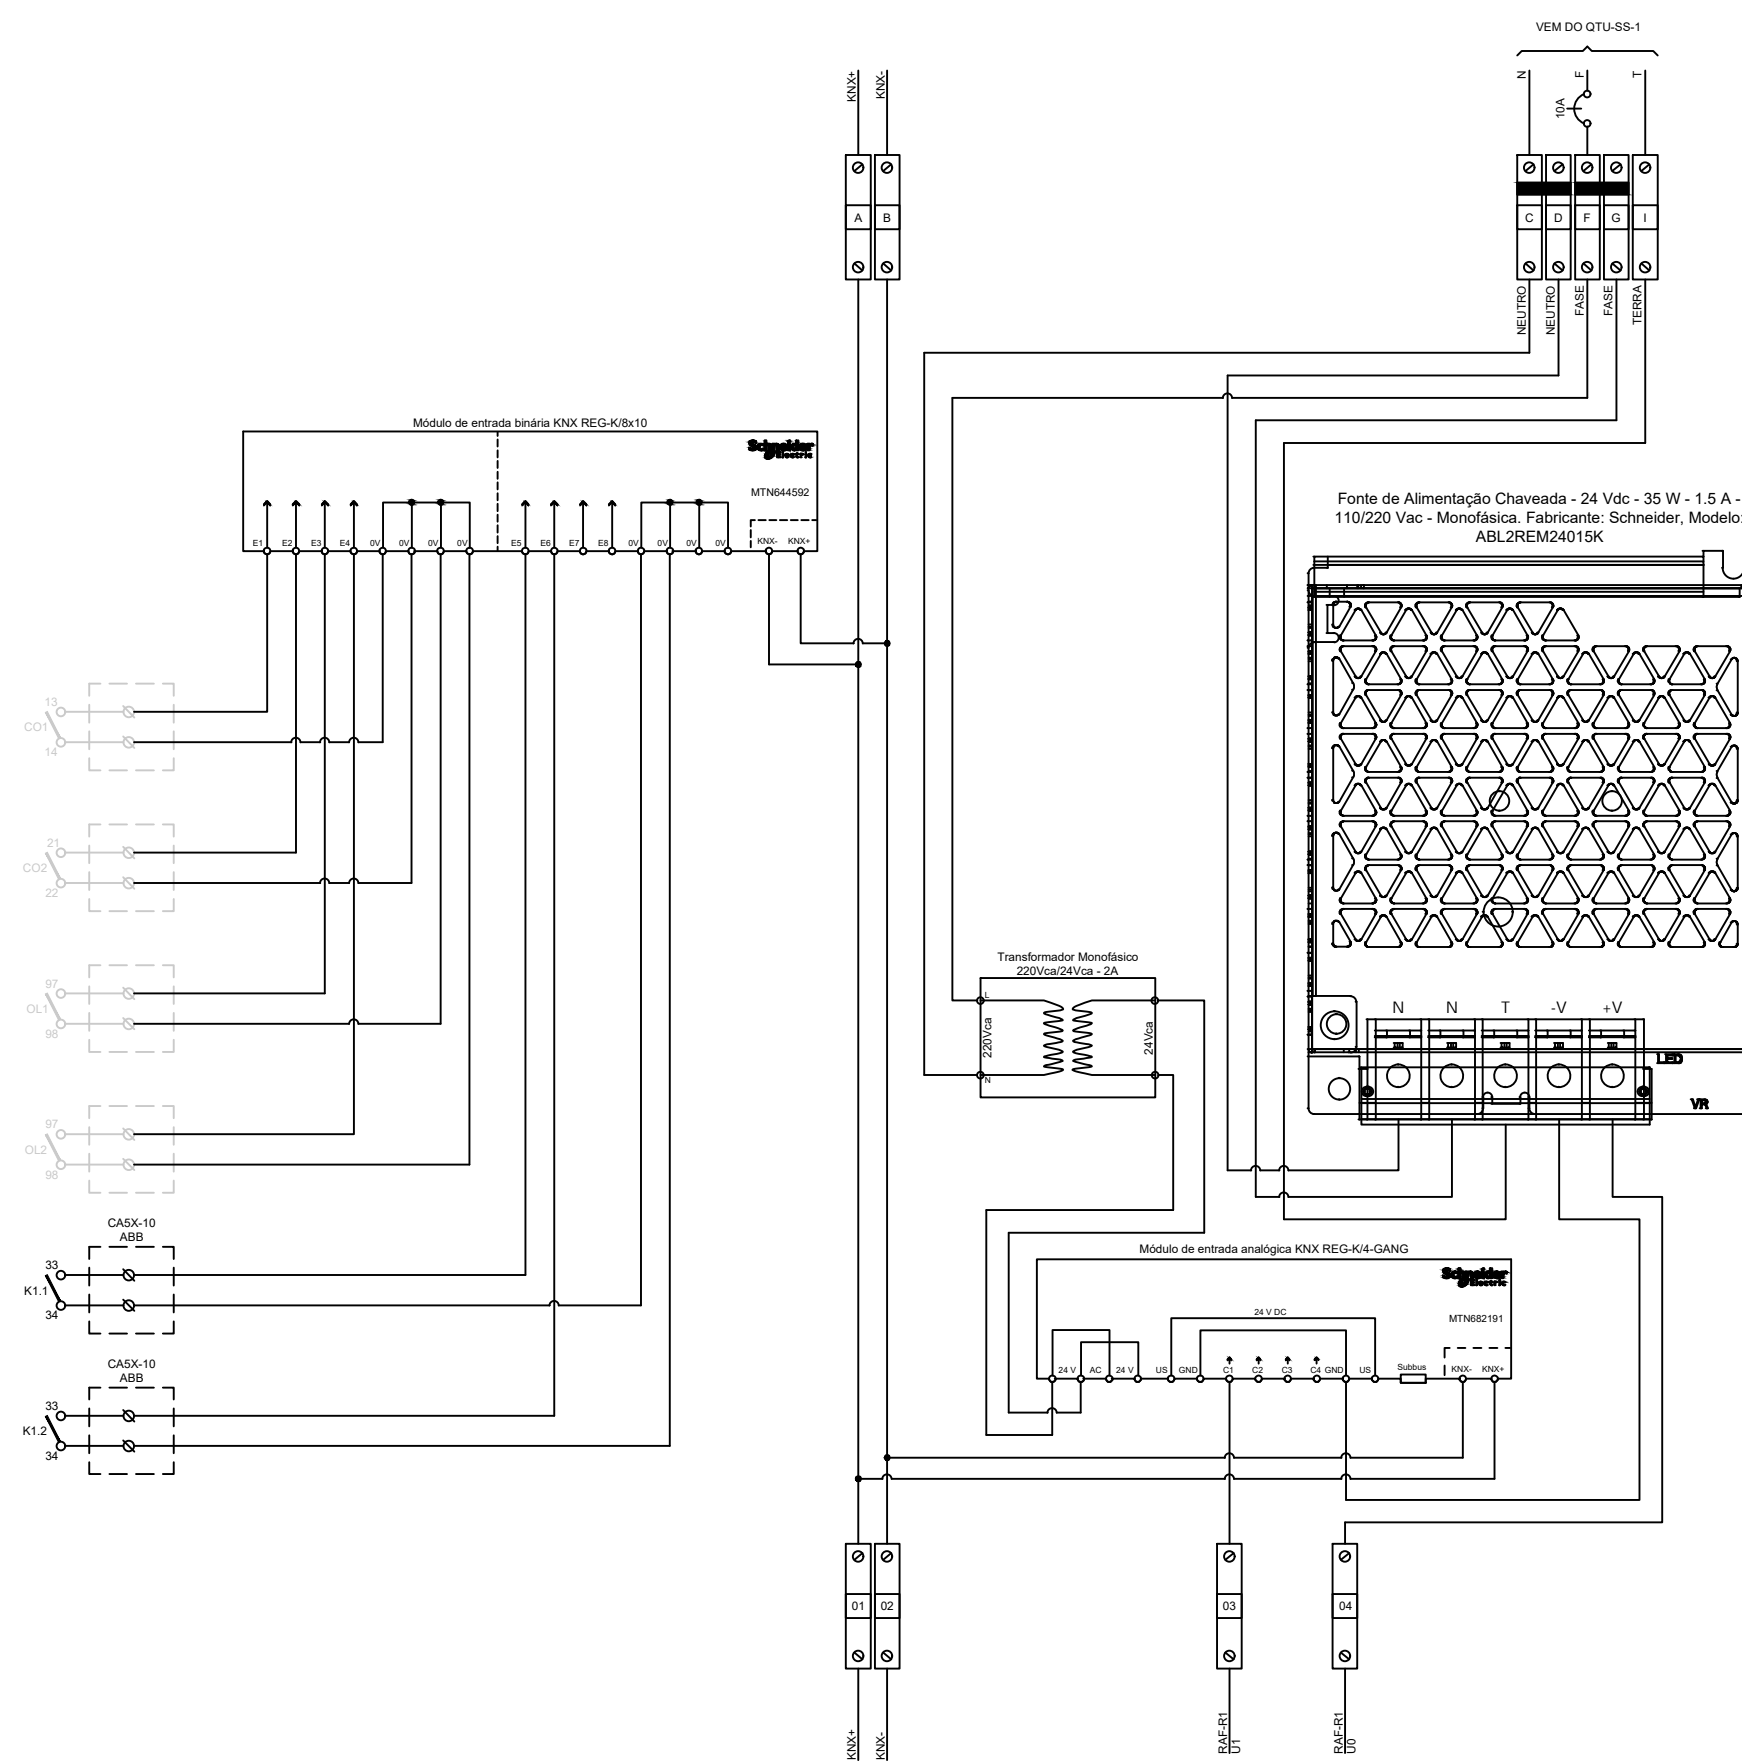 VEM DO QTU-SS-1
KNX+
KNX-
N
F
T
10A
A
B
C
D
F
G
I
NEUTRO
NEUTRO
FASE
FASE
TERRA
Módulo de entrada binária KNX REG-K/8x10
Schneider
Electric
MTN644592
E1
E2
E3
E4
0V
0V
0V
0V
E5
E6
E7
E8
0V
0V
0V
0V
KNX-
KNX+
Fonte de Alimentação Chaveada - 24 Vdc - 35 W - 1.5 A -
110/220 Vac - Monofásica. Fabricante: Schneider, Modelo:
ABL2REM24015K
13
CO1
14
21
CO2
22
97
OL1
98
97
OL2
98
Transformador Monofásico
220Vca/24Vca - 2A
L
220Vca
N
24Vca
N
N
T
-V
+V
LED
VR
CA5X-10
ABB
33
K1.1
34
CA5X-10
ABB
33
K1.2
34
Módulo de entrada analógica KNX REG-K/4-GANG
Schneider
Electric
24 V DC
MTN682191
24 V
AC
24 V
US
GND
C1
C2
C3
C4
GND
US
Subbus
KNX-
KNX+
01
02
03
04
KNX+
KNX-
RAF-R1
U1
RAF-R1
U0